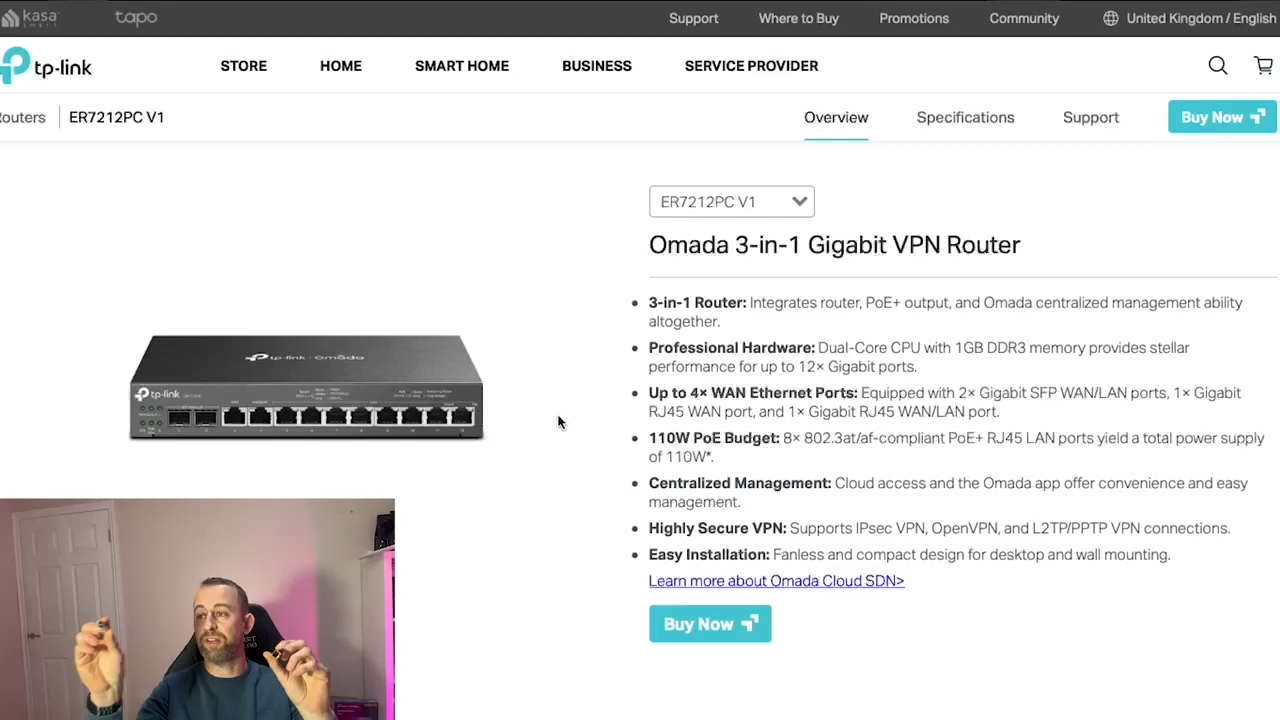 kasa
smart
tapo
Support
Where to Buy
Promotions
Community
United Kingdom / English
tp-link
STORE
HOME
SMART HOME
BUSINESS
SERVICE PROVIDER
outers
ER7212PC V1
Overview
Specifications
Support
Buy Now
ER7212PC V1
Omada 3-in-1 Gigabit VPN Router
3-in-1 Router: Integrates router, PoE+ output, and Omada centralized management ability
altogether.
Professional Hardware: Dual-Core CPU with 1GB DDR3 memory provides stellar
performance for up to 12× Gigabit ports.
Up to 4× WAN Ethernet Ports: Equipped with 2× Gigabit SFP WAN/LAN ports, 1× Gigabit
RJ45 WAN port, and 1× Gigabit RJ45 WAN/LAN port.
110W PoE Budget: 8× 802.3at/af-compliant PoE+ RJ45 LAN ports yield a total power supply
of 110W*.
Centralized Management: Cloud access and the Omada app offer convenience and easy
management.
Highly Secure VPN: Supports IPsec VPN, OpenVPN, and L2TP/PPTP VPN connections.
Easy Installation: Fanless and compact design for desktop and wall mounting.
Learn more about Omada Cloud SDN>
Buy Now
tp-link | omada
tp-link